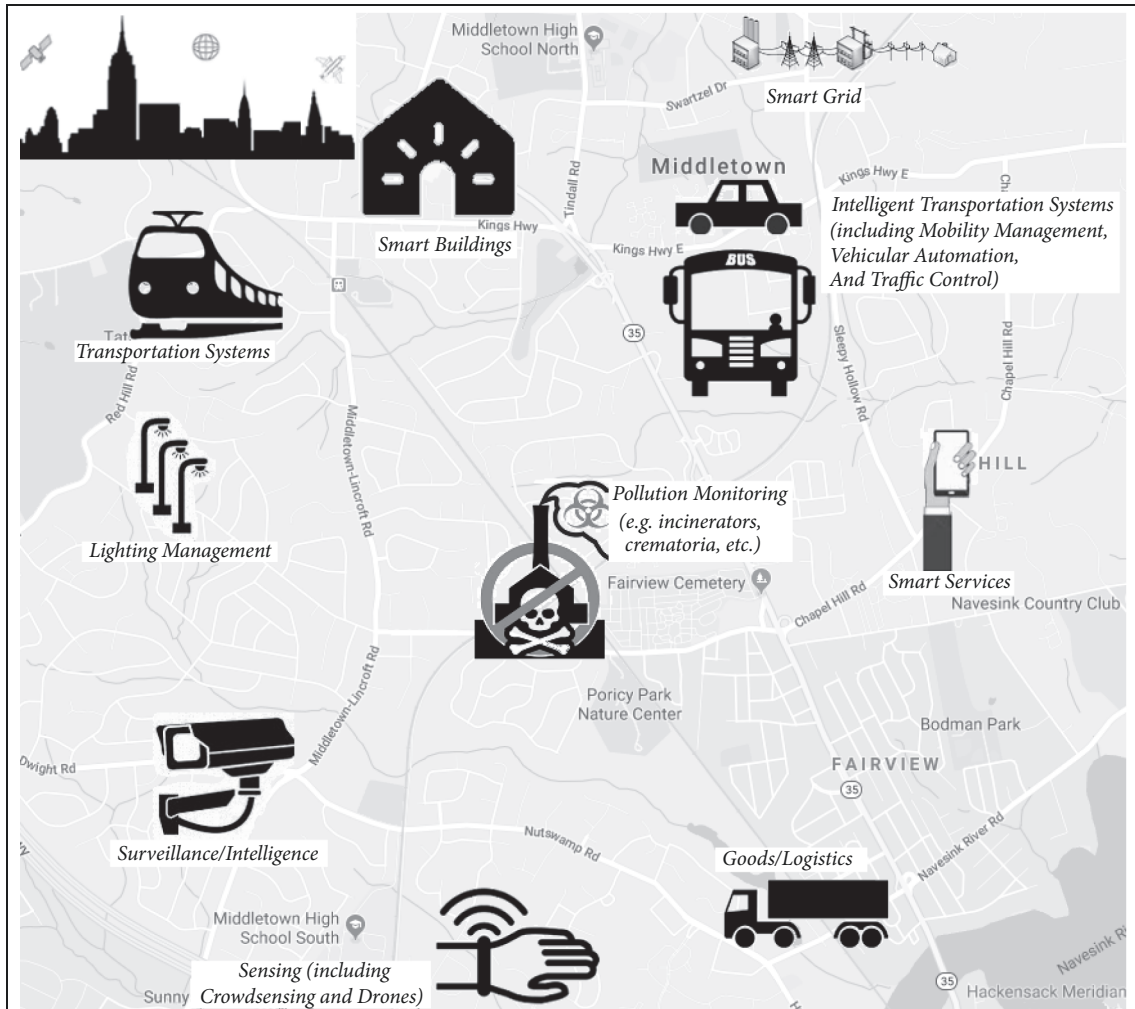 Middletown High
School North
Smart Grid
Swartzel Dr
Tindall Rd
Middletown
Kings Hwy E
Smart Buildings
Kings Hwy
Kings Hwy E
BUS
Intelligent Transportation Systems
(including Mobility Management,
Vehicular Automation,
And Traffic Control)
Transportation Systems
35
Red Hill Rd
Sleepy Hollow Rd
Chapel Hill Rd
Middletown-Lincroft Rd
HILL
Lighting Management
Pollution Monitoring
(e.g. incinerators,
crematoria, etc.)
Smart Services
Fairview Cemetery
Chapel Hill Rd
Navesink Country Club
Middletown-Lincroft Rd
Poricy Park
Nature Center
Bodman Park
Dwight Rd
FAIRVIEW
35
Surveillance/Intelligence
Nutswamp Rd
Goods/Logistics
Navesink River Rd
Middletown High
School South
Sensing (including
Crowdsensing and Drones)
Sunny
35
Navesink
Hackensack Meridian